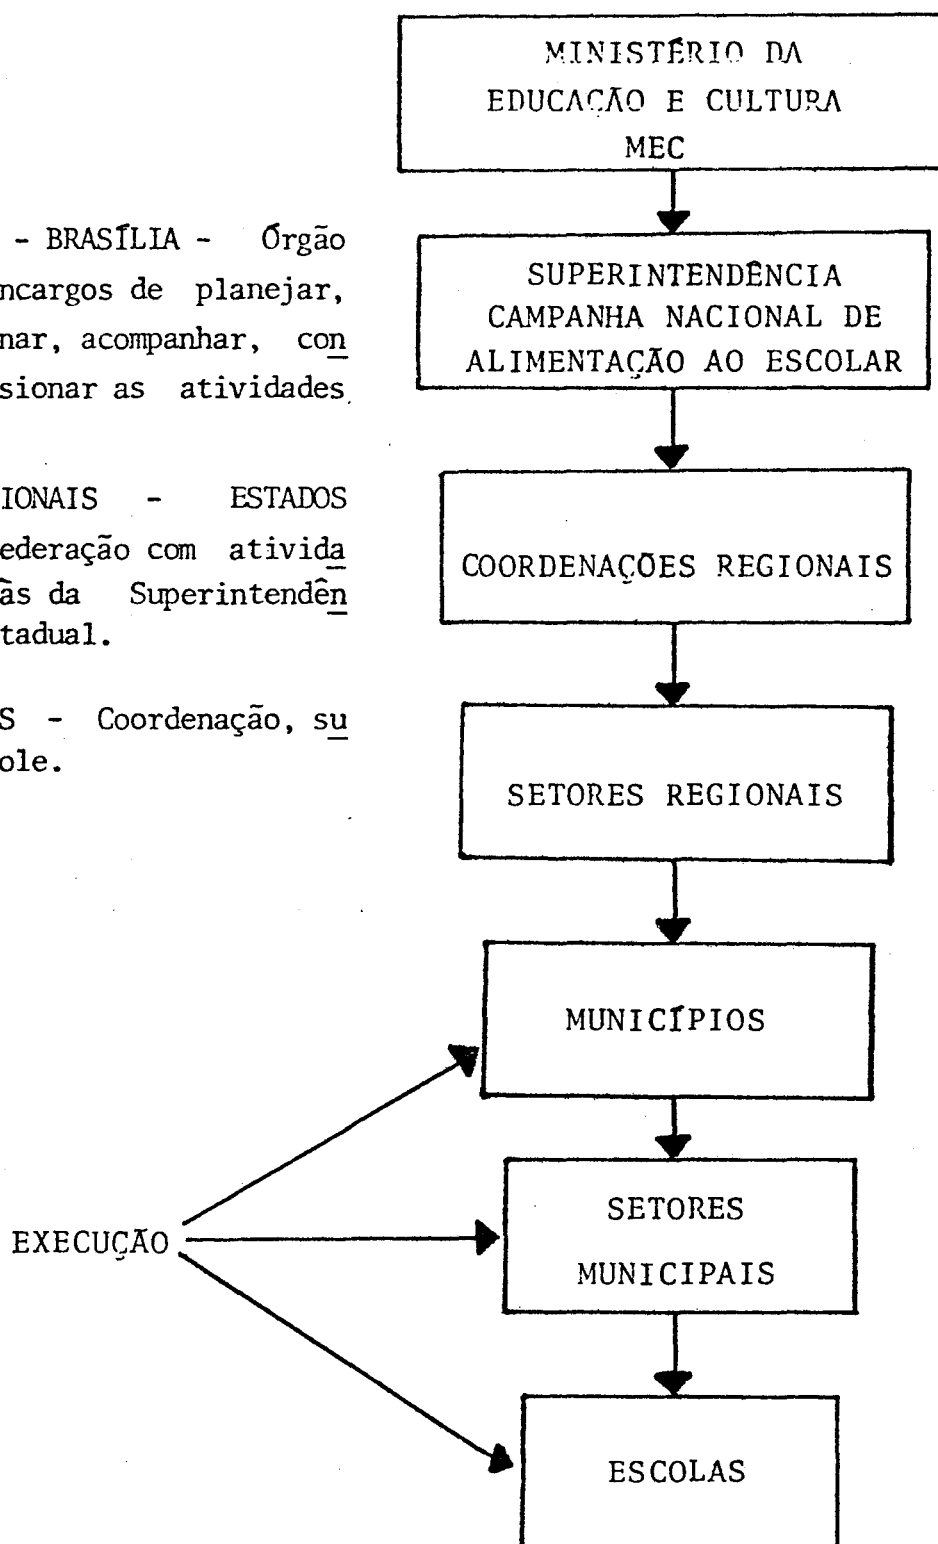 MINISTÉRIO DA
EDUCAÇÃO E CULTURA
MEC
- BRASÍLIA - Órgão
ncargos de planejar,
nar, acompanhar, con
sionar as atividades
SUPERINTENDÊNCIA
CAMPANHA NACIONAL DE
ALIMENTAÇÃO AO ESCOLAR
IONAIS - ESTADOS
ederação com ativida
às da Superintendên
tadual.
COORDENAÇÕES REGIONAIS
S - Coordenação, su
ole.
SETORES REGIONAIS
MUNICÍPIOS
EXECUÇÃO
SETORES
MUNICIPAIS
ESCOLAS